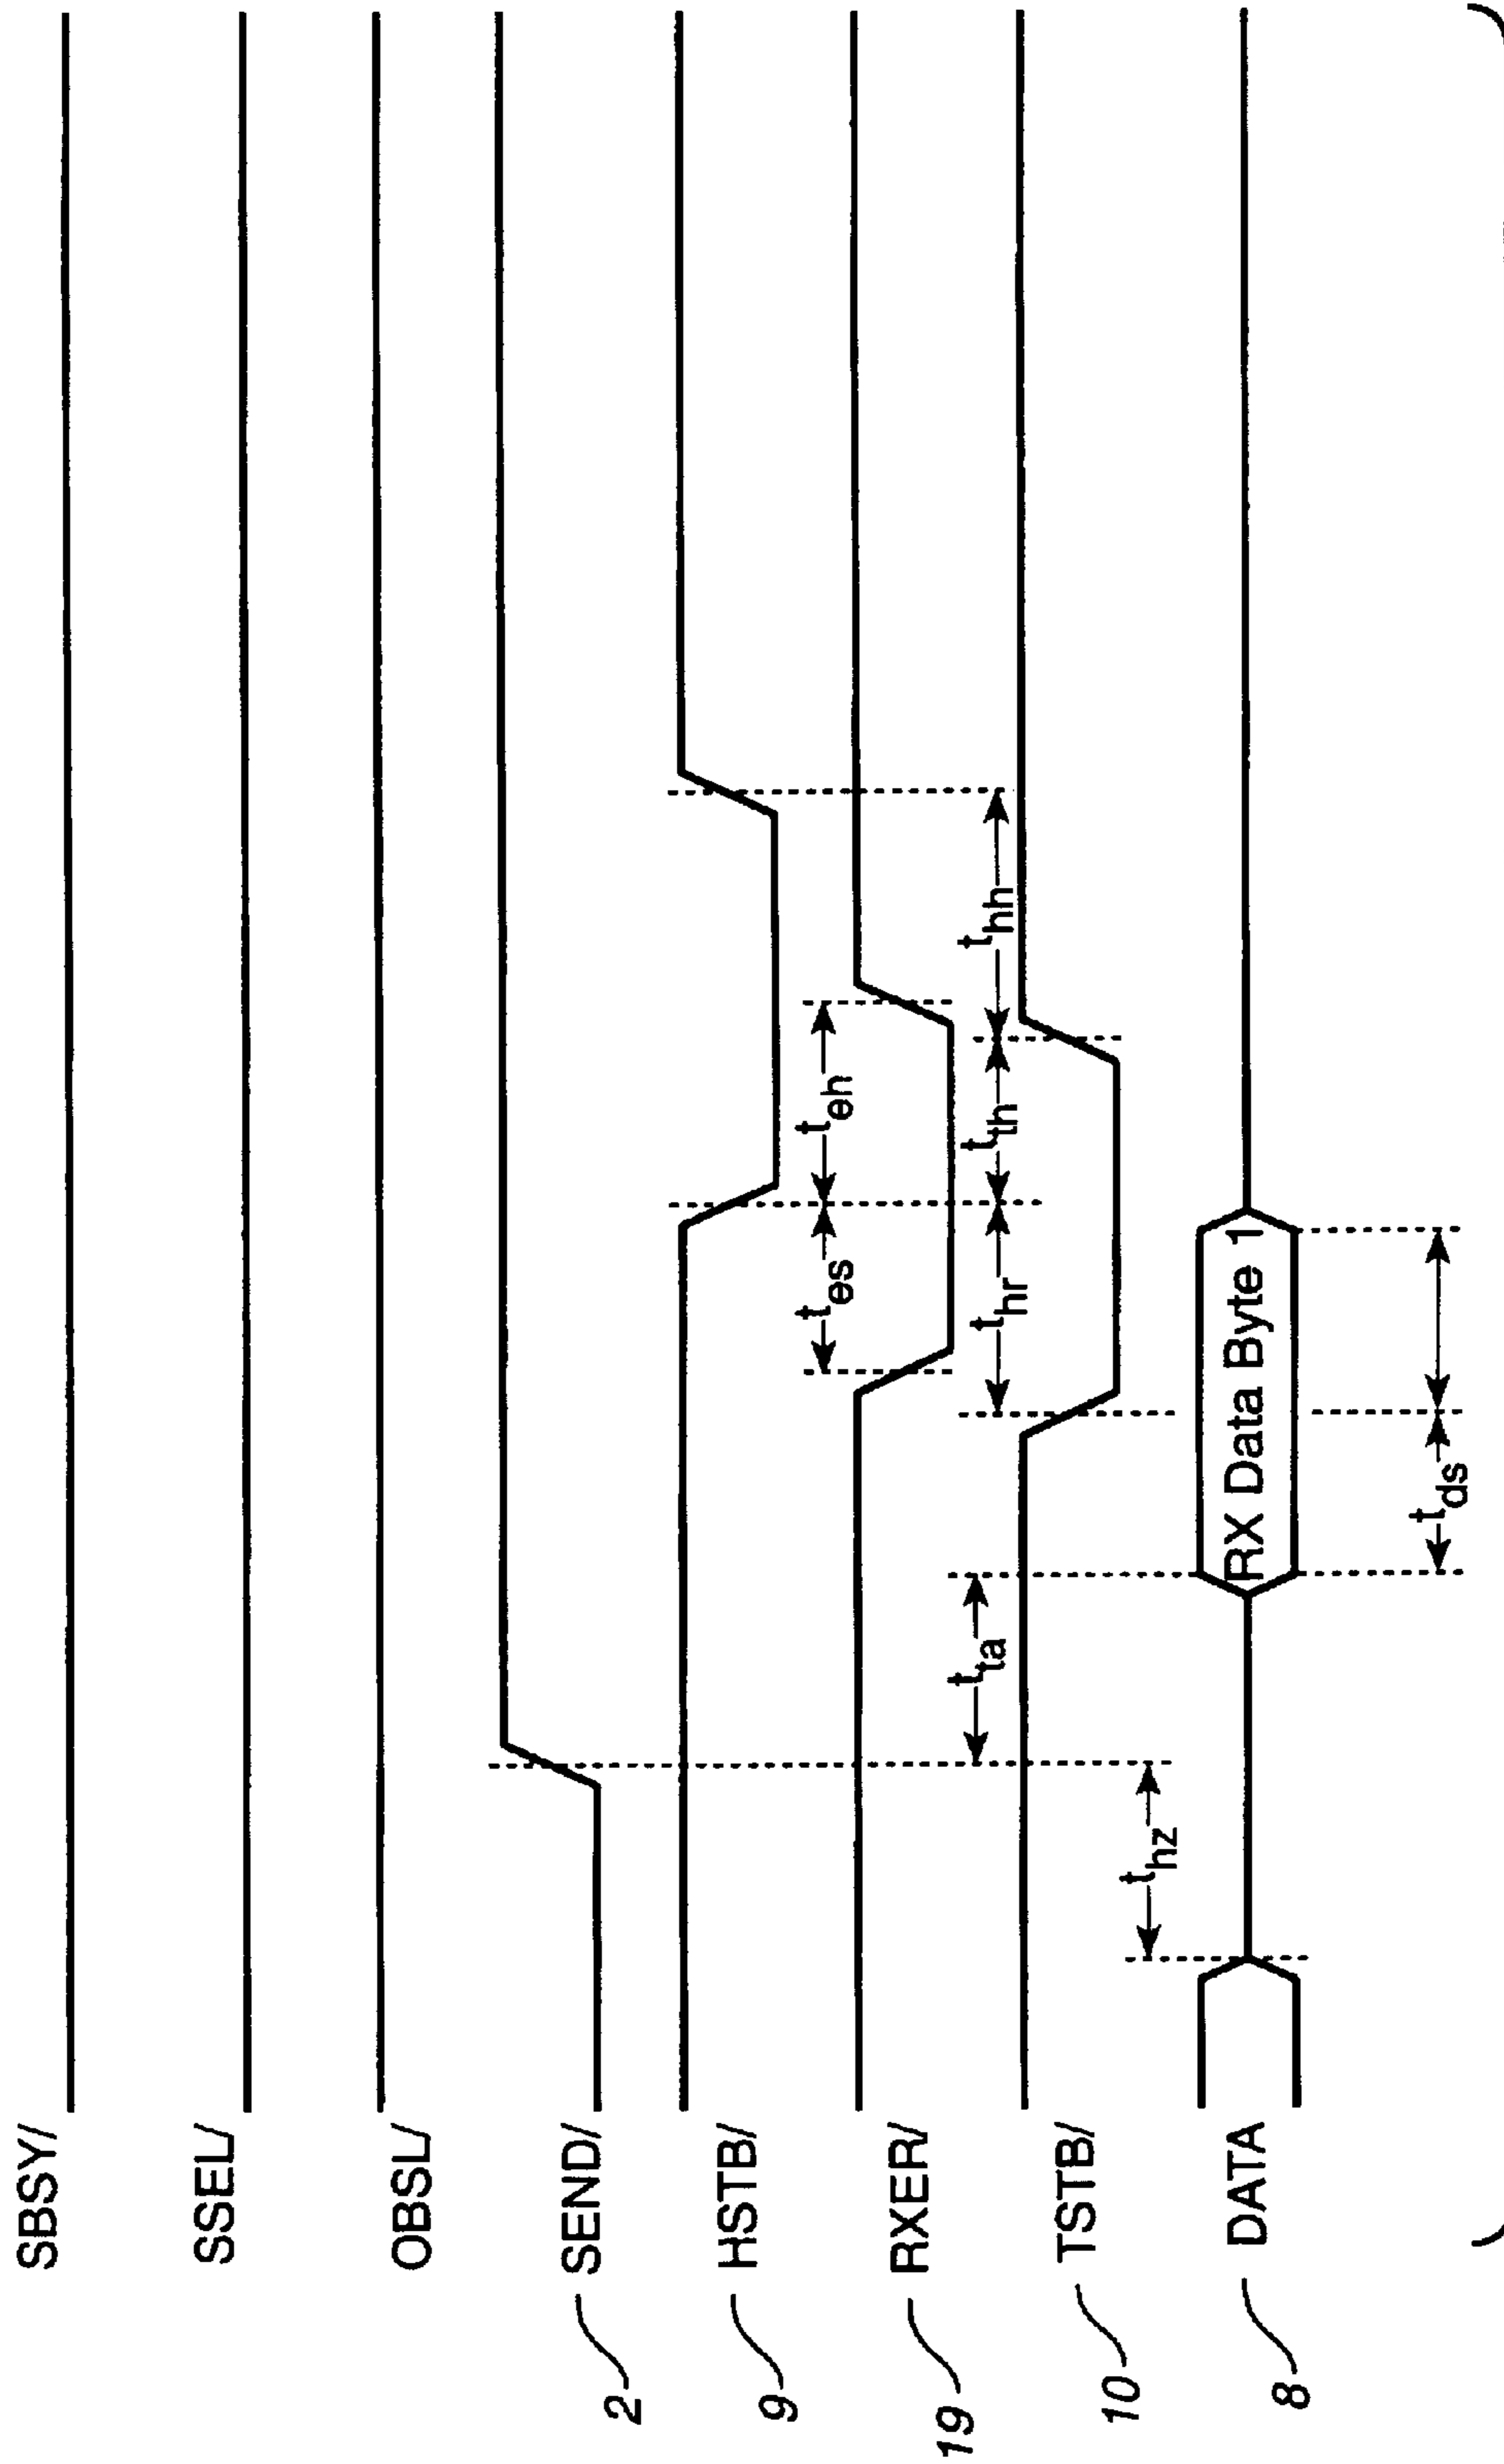 SBSY/
SSEL/
OBSL/
2 SEND/
9 HSTB/
t_es t_eh
19 RXER/
t_ta t_hr t_th t_hh
10 TSTB/
t_hz
8 DATA RX Data Byte 1
t_ds